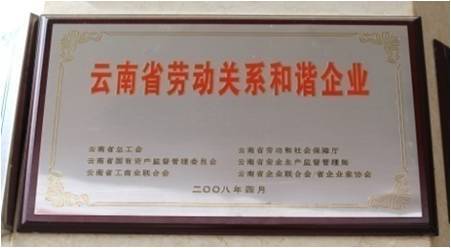 云南省劳动关系和谐企业
云南省总工会 云南省劳动和社会保障厅
云南省国有资产监督管理委员会 云南省安全生产监督管理局
云南省工商业联合会 云南省企业联合会/省企业家协会
二〇〇八年四月